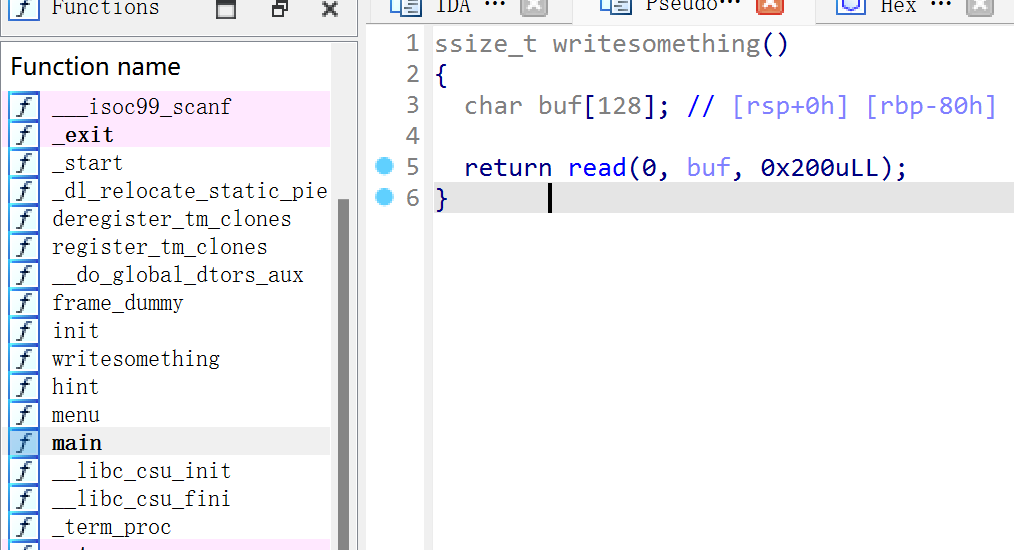 Functions
IDA ···
Pseudo···
Hex ···
Function name
___isoc99_scanf
_exit
_start
_dl_relocate_static_pie
deregister_tm_clones
register_tm_clones
__do_global_dtors_aux
frame_dummy
init
writesomething
hint
menu
main
__libc_csu_init
__libc_csu_fini
_term_proc
1 ssize_t writesomething()
2 {
3 char buf[128]; // [rsp+0h] [rbp-80h]
4
5 return read(0, buf, 0x200uLL);
6 }